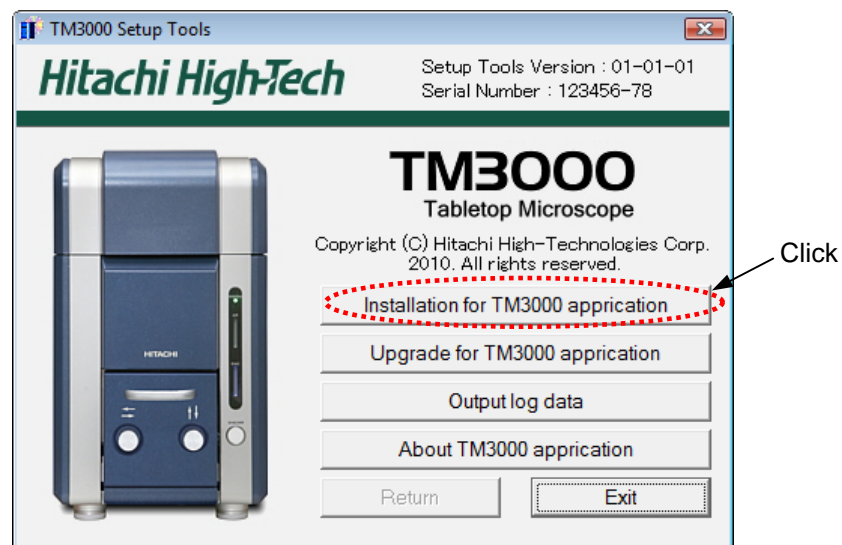 TM3000 Setup Tools
Hitachi High-Tech
Setup Tools Version : 01-01-01
Serial Number : 123456-78
TM3000
Tabletop Microscope
Copyright (C) Hitachi High-Technologies Corp.
2010. All rights reserved.
Click
Installation for TM3000 apprication
Upgrade for TM3000 apprication
HITACHI
Output log data
About TM3000 apprication
Return
Exit